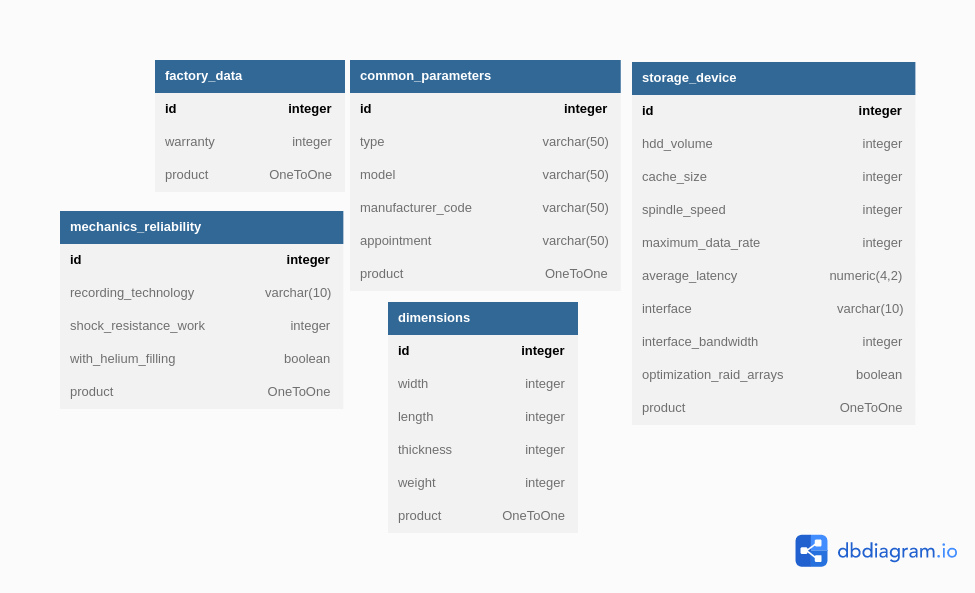 factory_data
id integer
warranty integer
product OneToOne
common_parameters
id integer
type varchar(50)
model varchar(50)
manufacturer_code varchar(50)
appointment varchar(50)
product OneToOne
storage_device
id integer
hdd_volume integer
cache_size integer
spindle_speed integer
maximum_data_rate integer
average_latency numeric(4,2)
interface varchar(10)
interface_bandwidth integer
optimization_raid_arrays boolean
product OneToOne
mechanics_reliability
id integer
recording_technology varchar(10)
shock_resistance_work integer
with_helium_filling boolean
product OneToOne
dimensions
id integer
width integer
length integer
thickness integer
weight integer
product OneToOne
dbdiagram.io